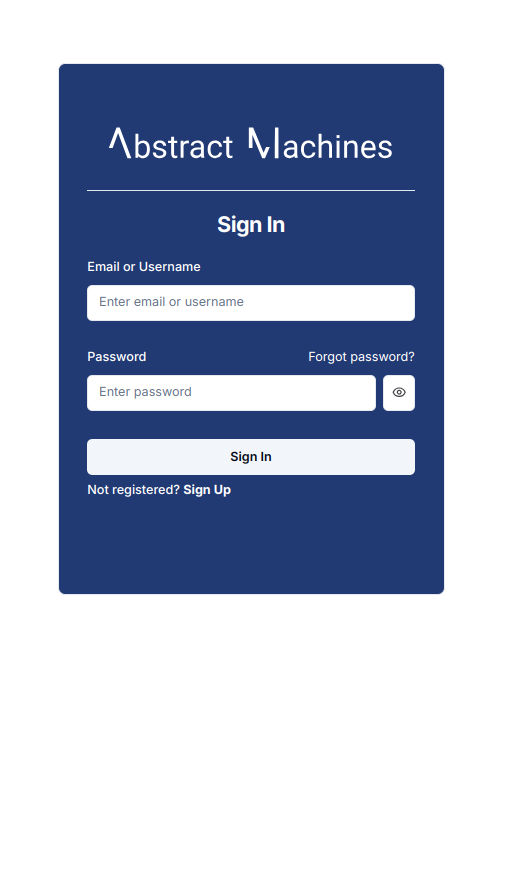 Abstract Machines
Sign In
Email or Username
Enter email or username
Password
Forgot password?
Enter password
Sign In
Not registered? Sign Up